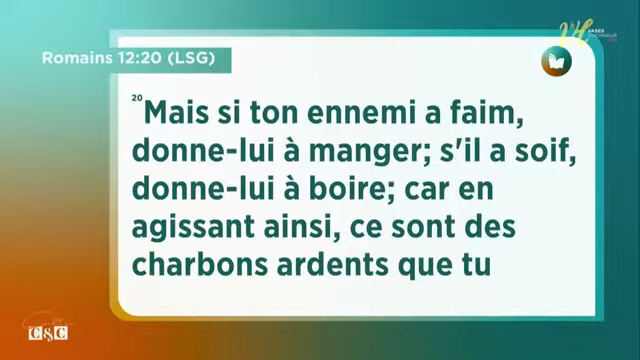 Romains 12:20 (LSG)
20 Mais si ton ennemi a faim,
donne-lui à manger; s'il a soif,
donne-lui à boire; car en
agissant ainsi, ce sont des
charbons ardents que tu
VASES
C&C